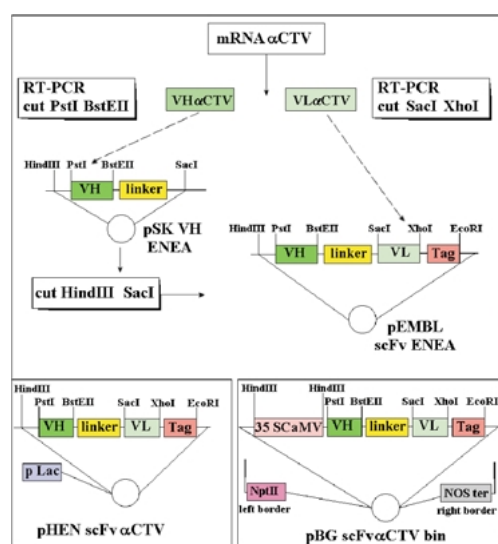 mRNA αCTV
RT-PCR
cut PstI BstEII
VHαCTV
VLαCTV
RT-PCR
cut SacI XhoI
HindIII PstI BstEII SacI
VH linker
pSK VH
ENEA
cut HindIII SacI
HindIII PstI BstEII SacI XhoI EcoRI
VH linker VL Tag
pEMBL
scFv ENEA
HindIII
PstI BstEII SacI XhoI EcoRI
VH linker VL Tag
p Lac
pHEN scFv αCTV
HindIII HindIII
PstI BstEII SacI XhoI EcoRI
35 SCaMV VH linker VL Tag
NptII NOS ter
left border right border
pBG scFvαCTV bin